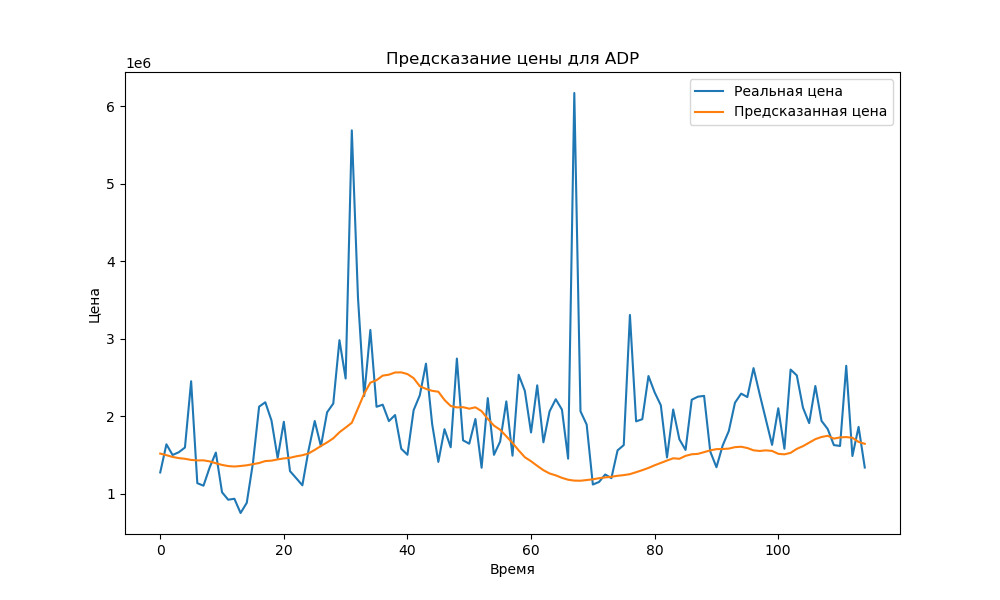 Предсказание цены для ADP
1e6
Реальная цена
Предсказанная цена
6
5
4
3
2
1
Цена
0 20 40 60 80 100
Время